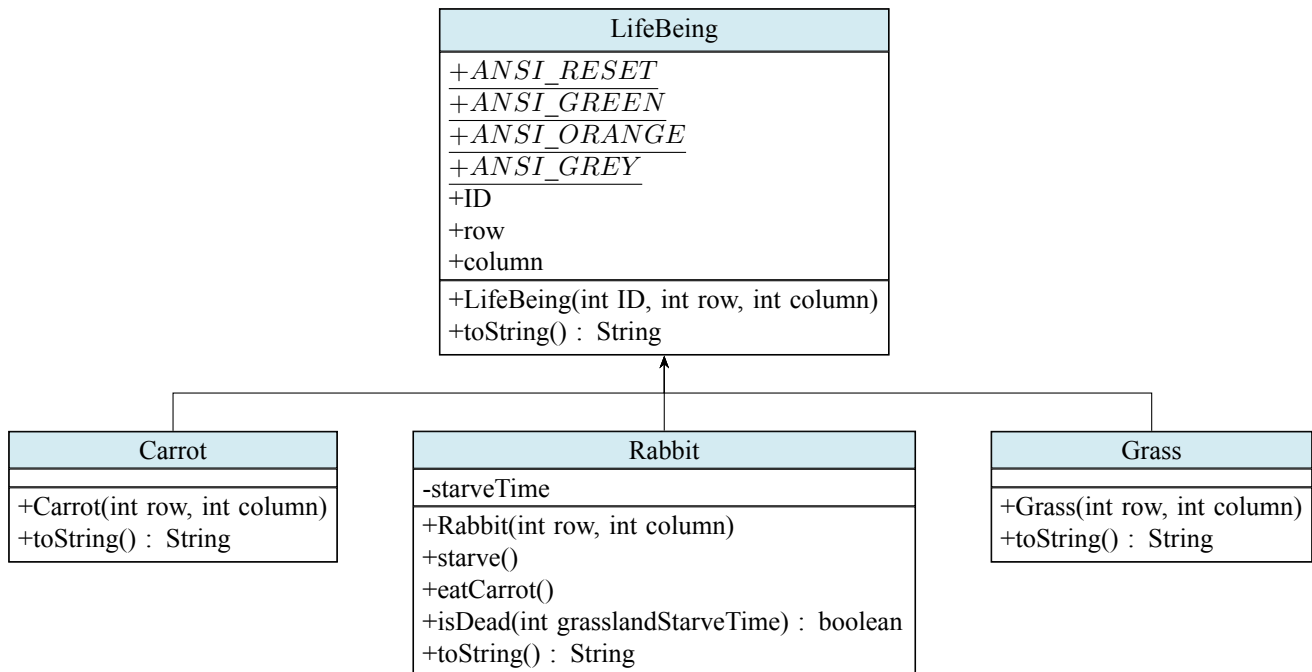 LifeBeing
+ANSI_RESET
+ANSI_GREEN
+ANSI_ORANGE
+ANSI_GREY
+ID
+row
+column
+LifeBeing(int ID, int row, int column)
+toString() : String
Carrot
+Carrot(int row, int column)
+toString() : String
Rabbit
-starveTime
+Rabbit(int row, int column)
+starve()
+eatCarrot()
+isDead(int grasslandStarveTime) : boolean
+toString() : String
Grass
+Grass(int row, int column)
+toString() : String